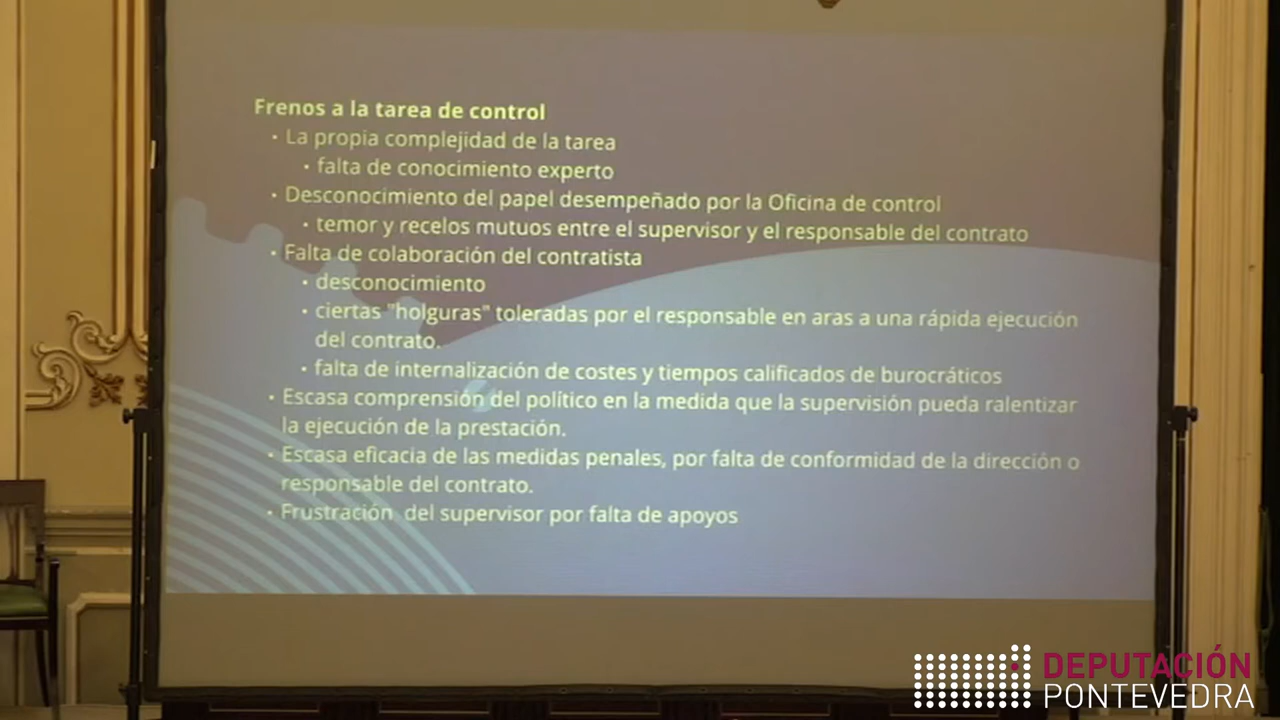 Frenos a la tarea de control
· La propia complejidad de la tarea
· falta de conocimiento experto
· Desconocimiento del papel desempeñado por la Oficina de control
· temor y recelos mutuos entre el supervisor y el responsable del contrato
· Falta de colaboración del contratista
· desconocimiento
· ciertas "holguras" toleradas por el responsable en aras a una rápida ejecución
del contrato.
· falta de internalización de costes y tiempos calificados de burocráticos
· Escasa comprensión del político en la medida que la supervisión pueda ralentizar
la ejecución de la prestación.
· Escasa eficacia de las medidas penales, por falta de conformidad de la dirección o
responsable del contrato.
· Frustración del supervisor por falta de apoyos
DEPUTACIÓN
PONTEVEDRA